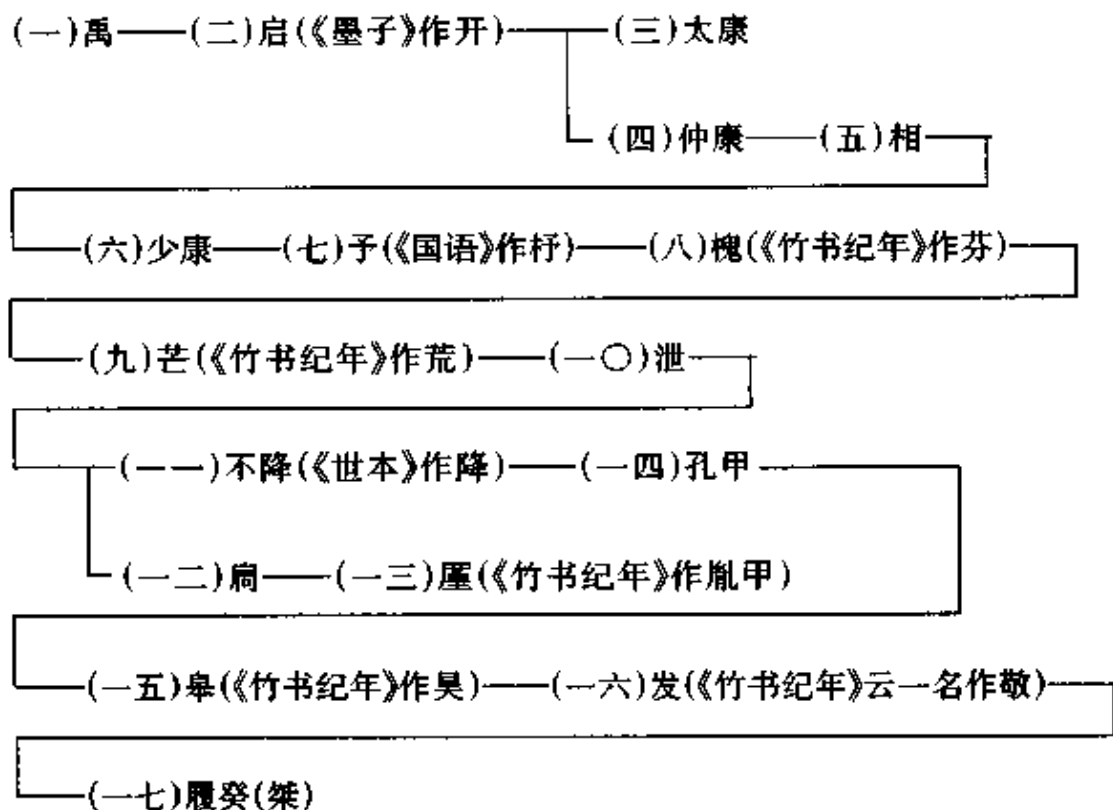 (一)禹——(二)启(《墨子》作开)——(三)太康
(四)仲康——(五)相
(六)少康——(七)予(《国语》作杼)——(八)槐(《竹书纪年》作芬)
(九)芒(《竹书纪年》作荒)——(一〇)泄
(一一)不降(《世本》作降)——(一四)孔甲
(一二)扃——(一三)廑(《竹书纪年》作胤甲)
(一五)皋(《竹书纪年》作昊)——(一六)发(《竹书纪年》云一名作敬)
(一七)履癸(桀)